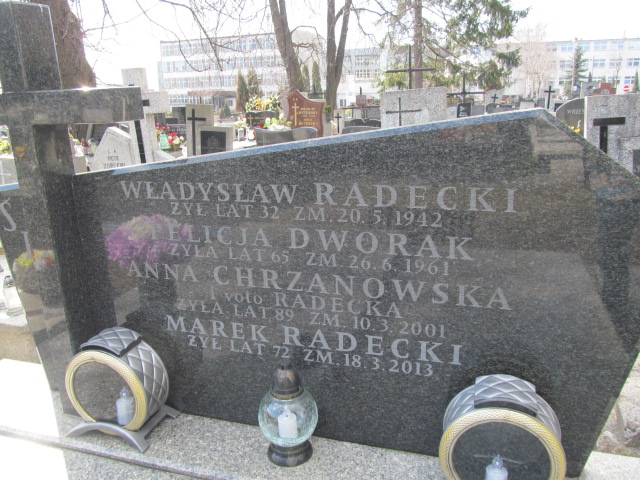 WŁADYSŁAW RADECKI
ŻYŁ LAT 32 ZM. 20.5.1942
FELICJA DWORAK
ŻYŁA LAT 65 ZM. 26.6.1961
ANNA CHRZANOWSKA
I voto RADECKA
ŻYŁA LAT 89 ZM. 10.3.2001
MAREK RADECKI
ŻYŁ LAT 72 ZM. 18.3.2013